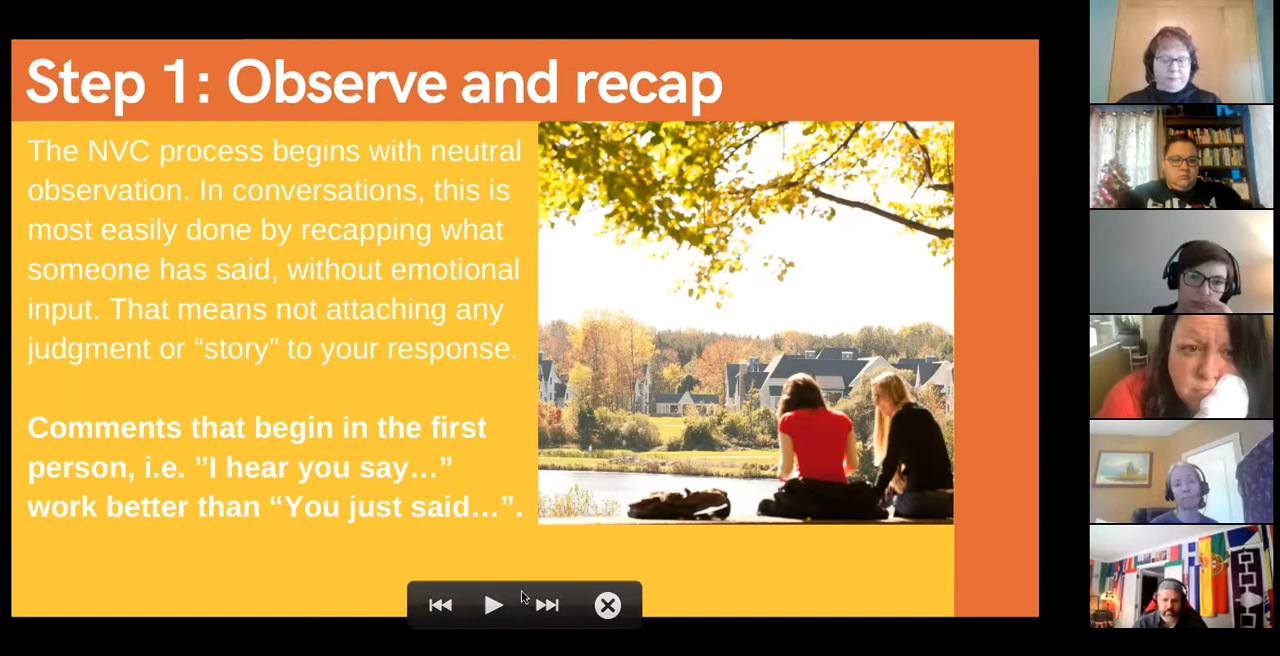 Step 1: Observe and recap
The NVC process begins with neutral
observation. In conversations, this is
most easily done by recapping what
someone has said, without emotional
input. That means not attaching any
judgment or “story” to your response.
Comments that begin in the first
person, i.e. ”I hear you say…”
work better than “You just said…”.